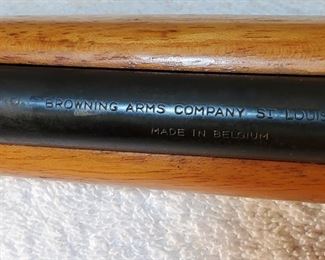 BROWNING ARMS COMPANY ST LOUIS
MADE IN BELGIUM